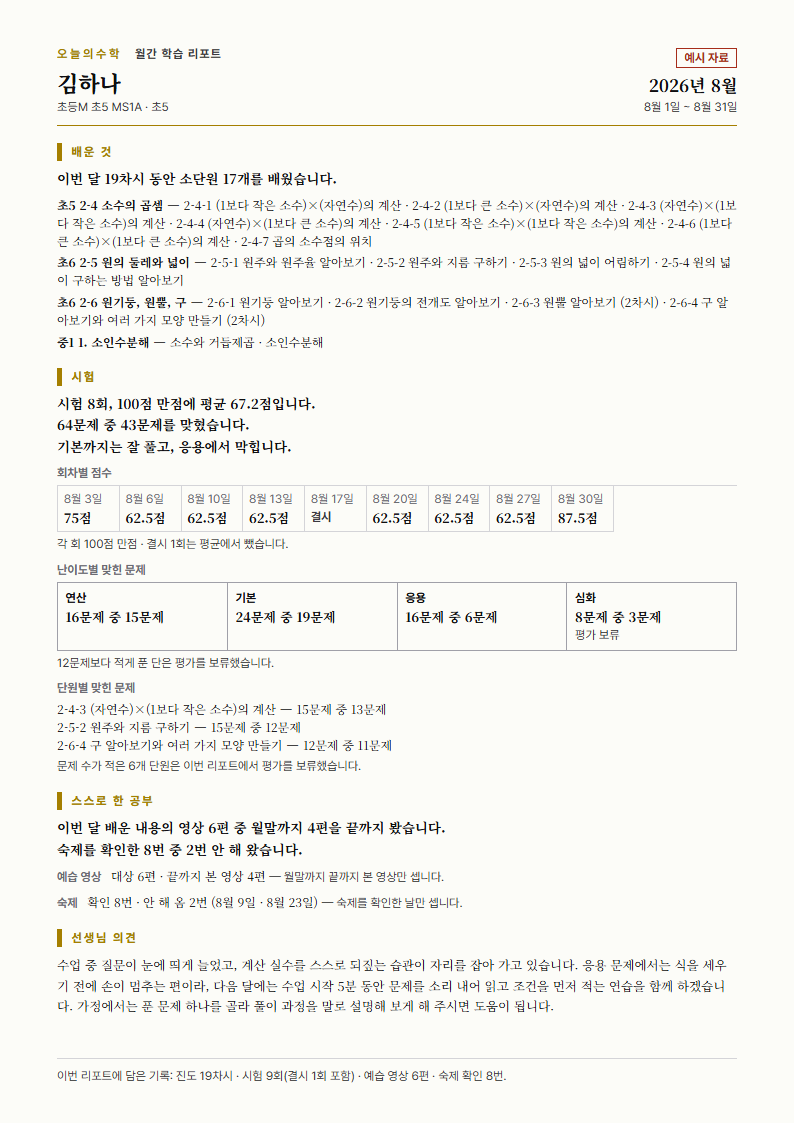 오늘의수학 월간 학습 리포트
예시 자료
김하나
2026년 8월
초등M 초5 MS1A · 초5
8월 1일 ~ 8월 31일
배운 것
이번 달 19차시 동안 소단원 17개를 배웠습니다.
초5 2-4 소수의 곱셈 — 2-4-1 (1보다 작은 소수)×(자연수)의 계산 · 2-4-2 (1보다 큰 소수)×(자연수)의 계산 · 2-4-3 (자연수)×(1보
다 작은 소수)의 계산 · 2-4-4 (자연수)×(1보다 큰 소수)의 계산 · 2-4-5 (1보다 작은 소수)×(1보다 작은 소수)의 계산 · 2-4-6 (1보다
큰 소수)×(1보다 큰 소수)의 계산 · 2-4-7 곱의 소수점의 위치
초6 2-5 원의 둘레와 넓이 — 2-5-1 원주와 원주율 알아보기 · 2-5-2 원주와 지름 구하기 · 2-5-3 원의 넓이 어림하기 · 2-5-4 원의 넓
이 구하는 방법 알아보기
초6 2-6 원기둥, 원뿔, 구 — 2-6-1 원기둥 알아보기 · 2-6-2 원기둥의 전개도 알아보기 · 2-6-3 원뿔 알아보기 (2차시) · 2-6-4 구 알
아보기와 여러 가지 모양 만들기 (2차시)
중1 1. 소인수분해 — 소수와 거듭제곱 · 소인수분해
시험
시험 8회, 100점 만점에 평균 67.2점입니다.
64문제 중 43문제를 맞혔습니다.
기본까지는 잘 풀고, 응용에서 막힙니다.
회차별 점수
8월 3일 8월 6일 8월 10일 8월 13일 8월 17일 8월 20일 8월 24일 8월 27일 8월 30일
75점 62.5점 62.5점 62.5점 결시 62.5점 62.5점 62.5점 87.5점
각 회 100점 만점 · 결시 1회는 평균에서 뺐습니다.
난이도별 맞힌 문제
연산 기본 응용 심화
16문제 중 15문제 24문제 중 19문제 16문제 중 6문제 8문제 중 3문제
평가 보류
12문제보다 적게 푼 단은 평가를 보류했습니다.
단원별 맞힌 문제
2-4-3 (자연수)×(1보다 작은 소수)의 계산 — 15문제 중 13문제
2-5-2 원주와 지름 구하기 — 15문제 중 12문제
2-6-4 구 알아보기와 여러 가지 모양 만들기 — 12문제 중 11문제
문제 수가 적은 6개 단원은 이번 리포트에서 평가를 보류했습니다.
스스로 한 공부
이번 달 배운 내용의 영상 6편 중 월말까지 4편을 끝까지 봤습니다.
숙제를 확인한 8번 중 2번 안 해 왔습니다.
예습 영상 대상 6편 · 끝까지 본 영상 4편 — 월말까지 끝까지 본 영상만 셉니다.
숙제 확인 8번 · 안 해 옴 2번 (8월 9일 · 8월 23일) — 숙제를 확인한 날만 셉니다.
선생님 의견
수업 중 질문이 눈에 띄게 늘었고, 계산 실수를 스스로 되짚는 습관이 자리를 잡아 가고 있습니다. 응용 문제에서는 식을 세우
기 전에 손이 멈추는 편이라, 다음 달에는 수업 시작 5분 동안 문제를 소리 내어 읽고 조건을 먼저 적는 연습을 함께 하겠습니
다. 가정에서는 푼 문제 하나를 골라 풀이 과정을 말로 설명해 보게 해 주시면 도움이 됩니다.
이번 리포트에 담은 기록: 진도 19차시 · 시험 9회(결시 1회 포함) · 예습 영상 6편 · 숙제 확인 8번.